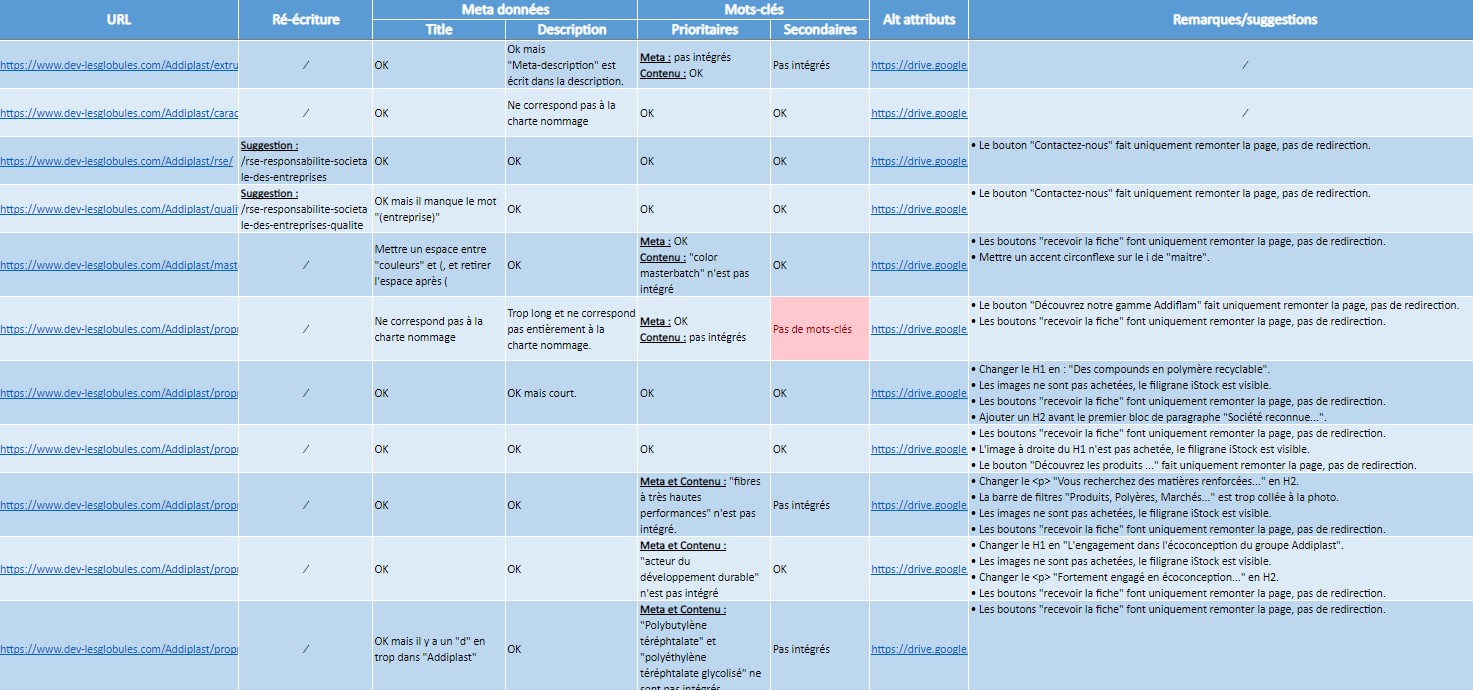 URL
Ré-écriture
Meta données
Mots-clés
Alt attributs
Remarques/suggestions
Title
Description
Prioritaires
Secondaires
https://www.dev-lesglobules.com/Addiplast/extru
/
OK
Ok mais
"Meta-description" est
écrit dans la description.
Meta : pas intégrés
Contenu : OK
Pas intégrés
https://drive.google.
/
https://www.dev-lesglobules.com/Addiplast/carac
/
OK
Ne correspond pas à la
charte nommage
OK
OK
https://drive.google.
/
https://www.dev-lesglobules.com/Addiplast/rse/
Suggestion :
/rse-responsabilite-societa
le-des-entreprises
OK
OK
OK
OK
https://drive.google.
• Le bouton "Contactez-nous" fait uniquement remonter la page, pas de redirection.
https://www.dev-lesglobules.com/Addiplast/quali
Suggestion :
/rse-responsabilite-societa
le-des-entreprises-qualite
OK mais il manque le mot
"(entreprise)"
OK
OK
OK
https://drive.google.
• Le bouton "Contactez-nous" fait uniquement remonter la page, pas de redirection.
https://www.dev-lesglobules.com/Addiplast/mast
/
Mettre un espace entre
"couleurs" et (, et retirer
l'espace après (
OK
Meta : OK
Contenu : "color
masterbatch" n'est pas
intégré
OK
https://drive.google.
• Les boutons "recevoir la fiche" font uniquement remonter la page, pas de redirection.
• Mettre un accent circonflexe sur le i de "maitre".
https://www.dev-lesglobules.com/Addiplast/propr
/
Ne correspond pas à la
charte nommage
Trop long et ne correspond
pas entièrement à la
charte nommage.
Meta : OK
Contenu : pas intégrés
Pas de mots-clés
https://drive.google.
• Le bouton "Découvrez notre gamme Addiflam" fait uniquement remonter la page, pas de redirection.
• Les boutons "recevoir la fiche" font uniquement remonter la page, pas de redirection.
https://www.dev-lesglobules.com/Addiplast/propr
/
OK
OK mais court.
OK
OK
https://drive.google.
• Changer le H1 en : "Des compounds en polymère recyclable".
• Les images ne sont pas achetées, le filigrane iStock est visible.
• Les boutons "recevoir la fiche" font uniquement remonter la page, pas de redirection.
• Ajouter un H2 avant le premier bloc de paragraphe "Société reconnue...".
https://www.dev-lesglobules.com/Addiplast/propr
/
OK
OK
OK
OK
https://drive.google.
• Les boutons "recevoir la fiche" font uniquement remonter la page, pas de redirection.
• L'image à droite du H1 n'est pas achetée, le filigrane iStock est visible.
• Le bouton "Découvrez les produits ..." fait uniquement remonter la page, pas de redirection.
https://www.dev-lesglobules.com/Addiplast/propr
/
OK
OK
Meta et Contenu : "fibres
à très hautes
performances" n'est pas
intégré.
Pas intégrés
https://drive.google.
• Changer le <p> "Vous recherchez des matières renforcées..." en H2.
• La barre de filtres "Produits, Polyères, Marchés..." est trop collée à la photo.
• Les images ne sont pas achetées, le filigrane iStock est visible.
• Les boutons "recevoir la fiche" font uniquement remonter la page, pas de redirection.
https://www.dev-lesglobules.com/Addiplast/propr
/
OK
OK
Meta et Contenu :
"acteur du
développement durable"
n'est pas intégré
OK
https://drive.google.
• Changer le H1 en "L'engagement dans l'écoconception du groupe Addiplast".
• Les images ne sont pas achetées, le filigrane iStock est visible.
• Changer le <p> "Fortement engagé en écoconception..." en H2.
• Les boutons "recevoir la fiche" font uniquement remonter la page, pas de redirection.
https://www.dev-lesglobules.com/Addiplast/propr
/
OK mais il y a un "d" en
trop dans "Addiplast"
OK
Meta et Contenu :
"Polybutylène
téréphtalate" et
"polyéthylène
téréphtalate glycolisé" ne
sont pas intégrés
Pas intégrés
https://drive.google.
• Les boutons "recevoir la fiche" font uniquement remonter la page, pas de redirection.